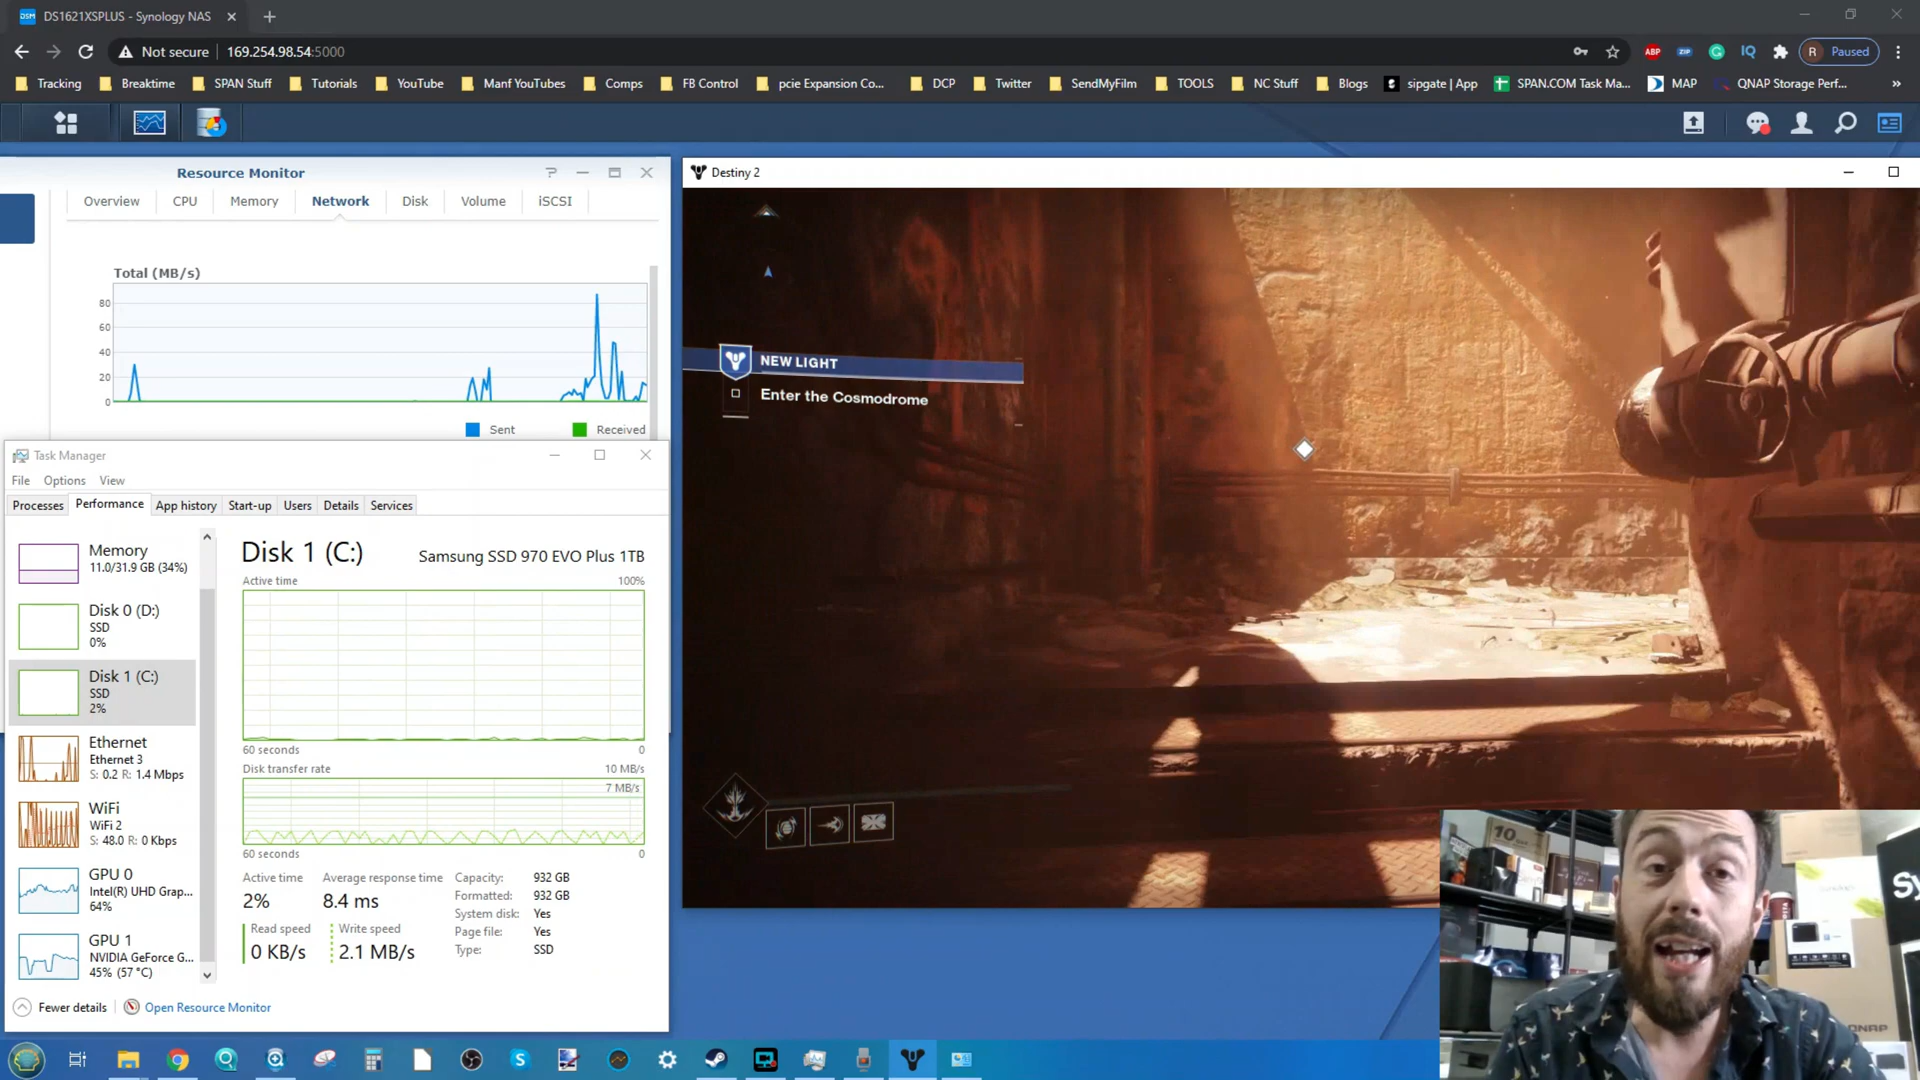 DSM DS1621XSPLUS - Synology NAS
Not secure 169.254.98.54:5000
ABP ZIP IQ R Paused
Tracking Breaktime SPAN Stuff Tutorials YouTube Manf YouTubes Comps FB Control pcie Expansion Co... DCP Twitter SendMyFilm TOOLS NC Stuff Blogs sipgate | App SPAN.COM Task Ma... MAP QNAP Storage Perf...
Resource Monitor
Overview CPU Memory Network Disk Volume iSCSI
Total (MB/s)
80
60
40
20
0
Sent Received
Destiny 2
NEW LIGHT
Enter the Cosmodrome
Task Manager
File Options View
Processes Performance App history Start-up Users Details Services
Memory
11.0/31.9 GB (34%)
Disk 0 (D:)
SSD
0%
Disk 1 (C:)
SSD
2%
Ethernet
Ethernet 3
S: 0.2 R: 1.4 Mbps
WiFi
WiFi 2
S: 48.0 R: 0 Kbps
GPU 0
Intel(R) UHD Grap...
64%
GPU 1
NVIDIA GeForce G...
45% (57 °C)
Disk 1 (C:) Samsung SSD 970 EVO Plus 1TB
Active time 100%
60 seconds 0
Disk transfer rate 10 MB/s
7 MB/s
60 seconds 0
Active time
2%
Average response time
8.4 ms
Read speed
0 KB/s
Write speed
2.1 MB/s
Capacity: 932 GB
Formatted: 932 GB
System disk: Yes
Page file: Yes
Type: SSD
Fewer details Open Resource Monitor
10
Sy
QNAP